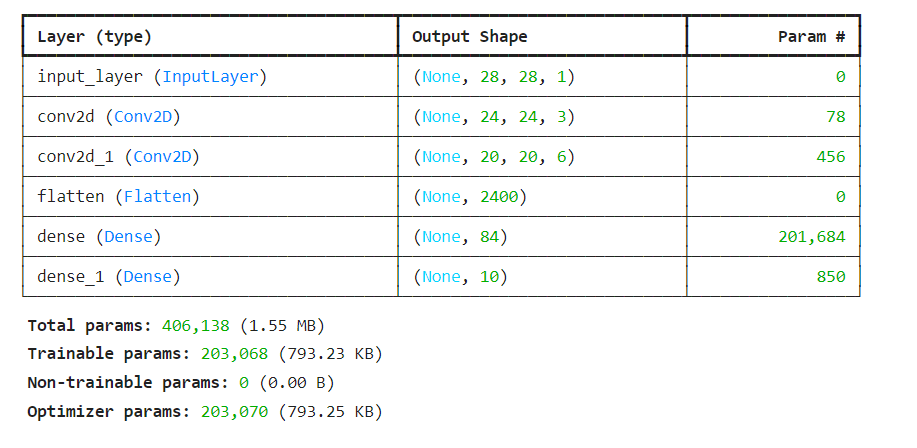 Layer (type) Output Shape Param #
input_layer (InputLayer) (None, 28, 28, 1) 0
conv2d (Conv2D) (None, 24, 24, 3) 78
conv2d_1 (Conv2D) (None, 20, 20, 6) 456
flatten (Flatten) (None, 2400) 0
dense (Dense) (None, 84) 201,684
dense_1 (Dense) (None, 10) 850
Total params: 406,138 (1.55 MB)
Trainable params: 203,068 (793.23 KB)
Non-trainable params: 0 (0.00 B)
Optimizer params: 203,070 (793.25 KB)